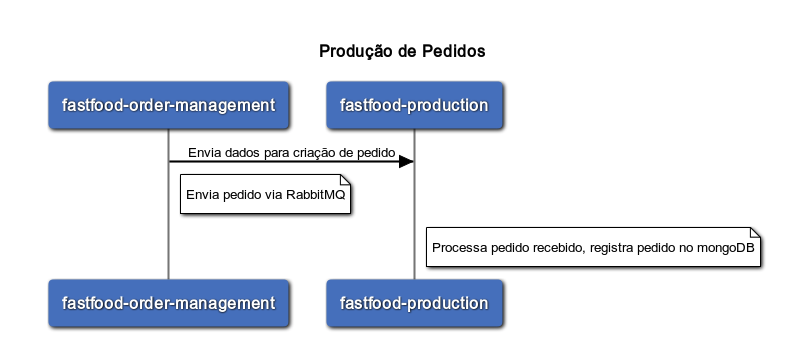 Produção de Pedidos
fastfood-order-management
fastfood-production
Envia dados para criação de pedido
Envia pedido via RabbitMQ
Processa pedido recebido, registra pedido no mongoDB
fastfood-order-management
fastfood-production